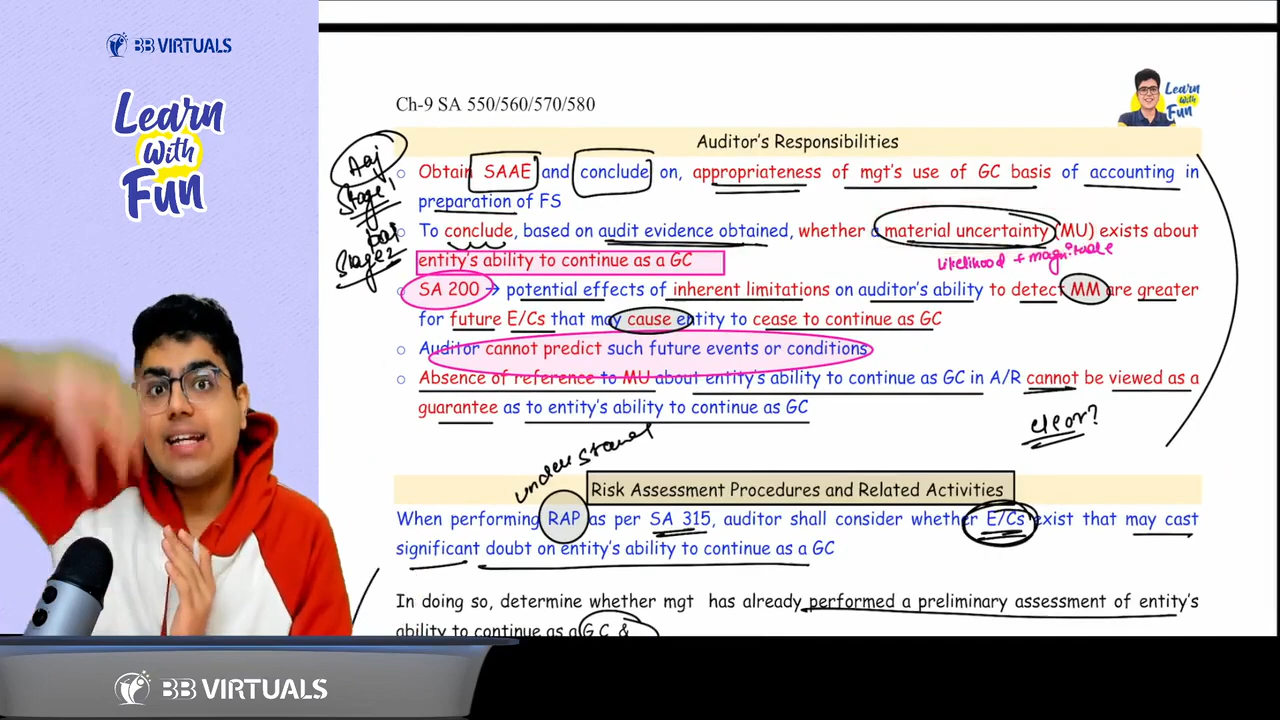 BB VIRTUALS
Learn
With
Fun
Learn
With
Fun
Ch-9 SA 550/560/570/580
Auditor's Responsibilities
Stage 1
Stage 2
○ Obtain SAAE and conclude on, appropriateness of mgt's use of GC basis of accounting in
preparation of FS
○ To conclude, based on audit evidence obtained, whether a material uncertainty (MU) exists about
entity's ability to continue as a GC
Likelihood + magnitude
○ SA 200 → potential effects of inherent limitations on auditor's ability to detect MM are greater
for future E/Cs that may cause entity to cease to continue as GC
○ Auditor cannot predict such future events or conditions
○ Absence of reference to MU about entity's ability to continue as GC in A/R cannot be viewed as a
guarantee as to entity's ability to continue as GC
clear?
understand
Risk Assessment Procedures and Related Activities
When performing RAP as per SA 315, auditor shall consider whether E/Cs exist that may cast
significant doubt on entity's ability to continue as a GC
In doing so, determine whether mgt has already performed a preliminary assessment of entity's
ability to continue as a GC &
BB VIRTUALS